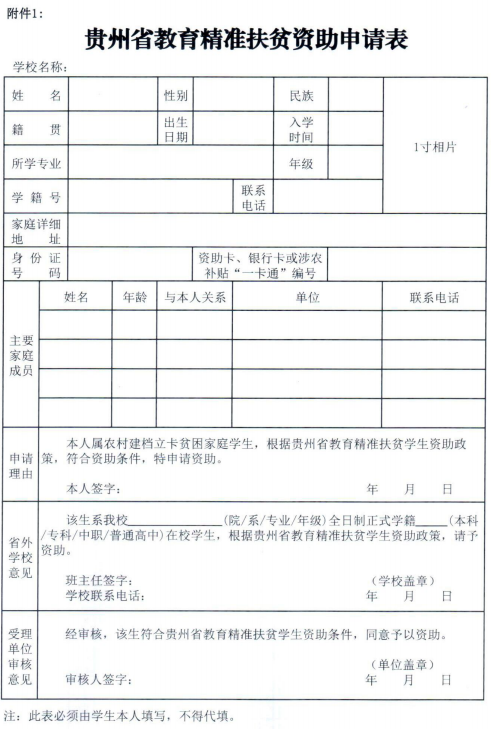 附件1：
贵州省教育精准扶贫资助申请表
学校名称：
姓 名 性别 民族
籍 贯 出生日期 入学时间
1寸相片
所学专业 年级
学籍号 联系电话
家庭详细地址
身份证号码 资助卡、银行卡或涉农补贴“一卡通”编号
主要家庭成员
姓名 年龄 与本人关系 单位 联系电话
申请理由
本人属农村建档立卡贫困家庭学生，根据贵州省教育精准扶贫学生资助政
策，符合资助条件，特申请资助。
本人签字： 年 月 日
省外学校意见
该生系我校____________(院/系/专业/年级)全日制正式学籍____(本科
/专科/中职/普通高中)在校学生，根据贵州省教育精准扶贫学生资助政策，请予
资助。
班主任签字： （学校盖章）
学校联系电话： 年 月 日
受理单位审核意见
经审核，该生符合贵州省教育精准扶贫学生资助条件，同意予以资助。
（单位盖章）
审核人签字： 年 月 日
注：此表必须由学生本人填写，不得代填。